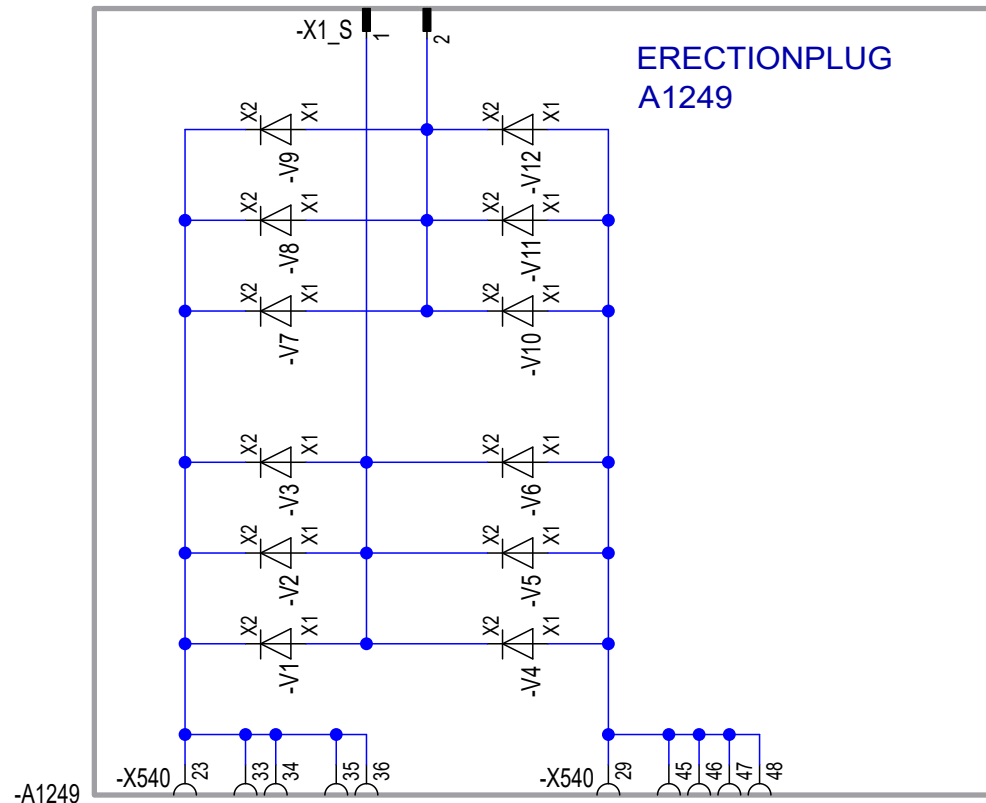 -X1_S 1 2
ERECTIONPLUG
A1249
X2 X1 X2 X1
-V9 -V12
X2 X1 X2 X1
-V8 -V11
X2 X1 X2 X1
-V7 -V10
X2 X1 X2 X1
-V3 -V6
X2 X1 X2 X1
-V2 -V5
X2 X1 X2 X1
-V1 -V4
-X540 23 33 34 35 36 -X540 29 45 46 47 48
-A1249